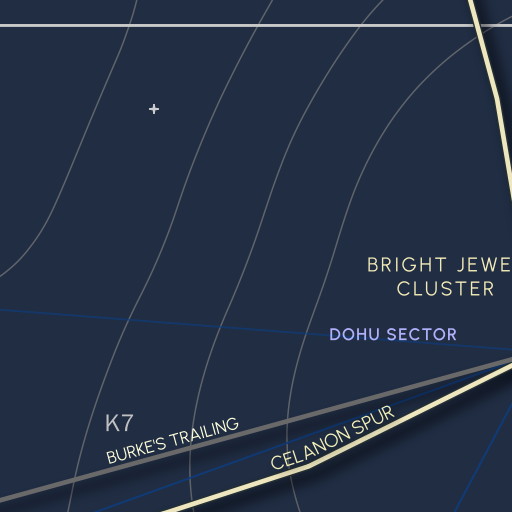 BRIGHT JEWE
CLUSTER
DOHU SECTOR
K7
BURKE'S TRAILING
CELANON SPUR